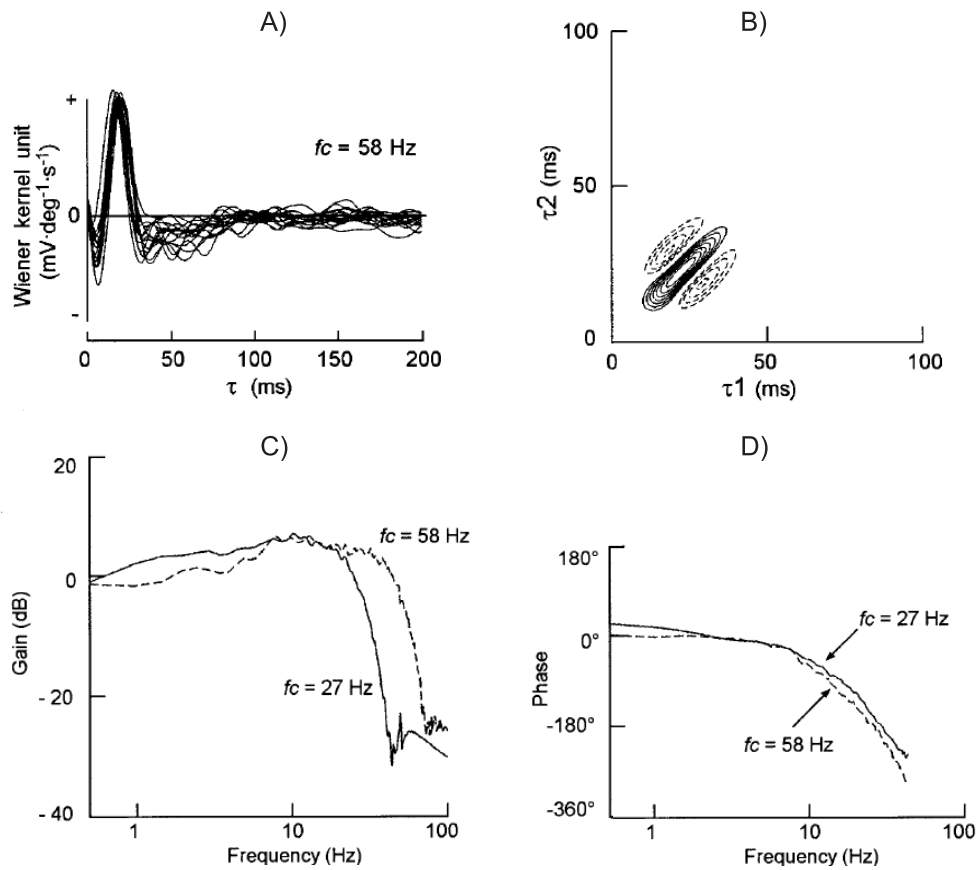 A)
Wiener kernel unit
(mV·deg⁻¹·s⁻¹)
+
0
-
fc = 58 Hz
0 50 100 150 200
τ (ms)
B)
100
50
0
τ2 (ms)
0 50 100
τ1 (ms)
C)
20
0
- 20
- 40
Gain (dB)
fc = 58 Hz
fc = 27 Hz
1 10 100
Frequency (Hz)
D)
180°
0°
-180°
-360°
Phase
fc = 27 Hz
fc = 58 Hz
1 10 100
Frequency (Hz)